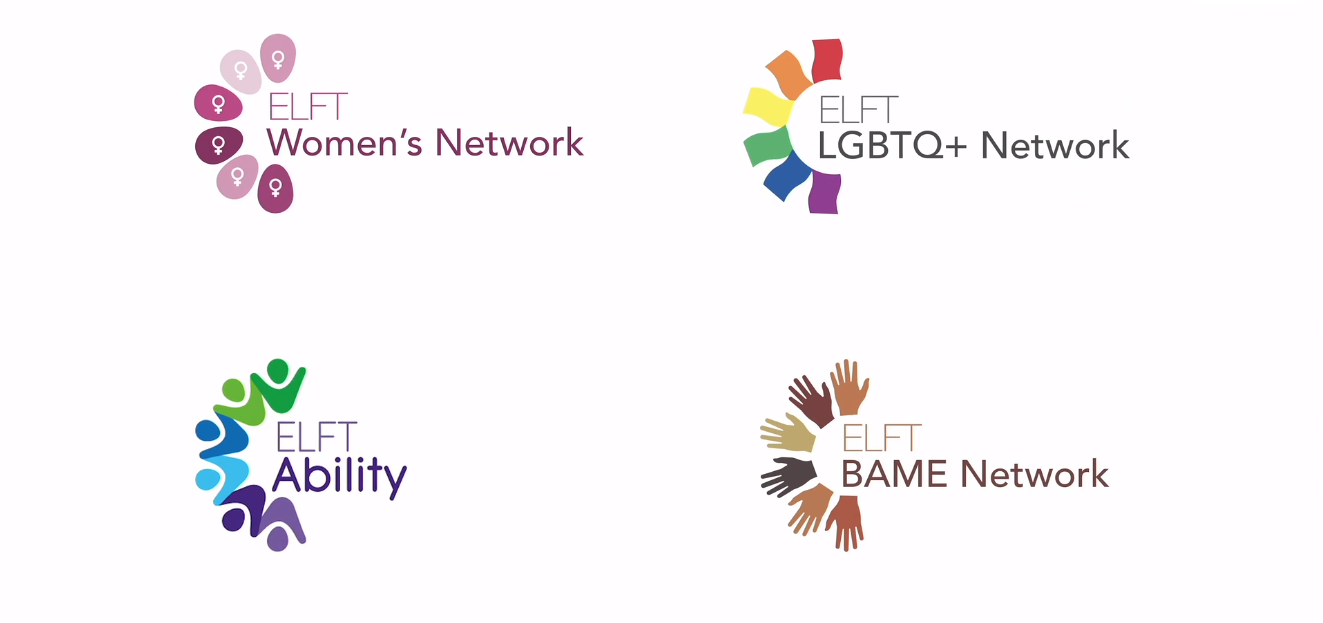 ELFT
Women's Network
ELFT
LGBTQ+ Network
ELFT
Ability
ELFT
BAME Network